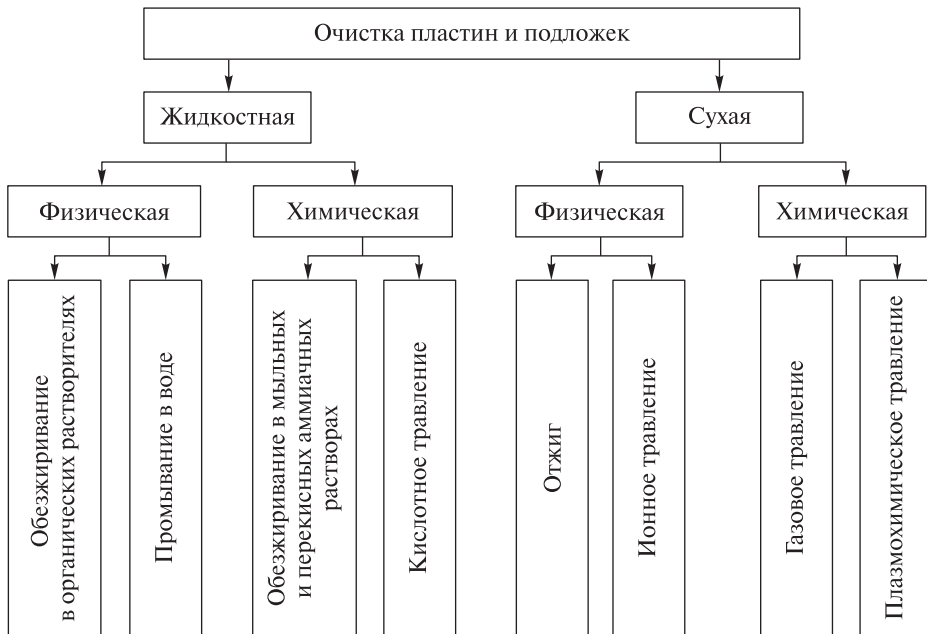 Очистка пластин и подложек
Жидкостная
Сухая
Физическая
Химическая
Физическая
Химическая
Обезжиривание
в органических растворителях
Промывание в воде
Обезжиривание в мыльных
и перекисных аммиачных
растворах
Кислотное травление
Отжиг
Ионное травление
Газовое травление
Плазмохимическое травление